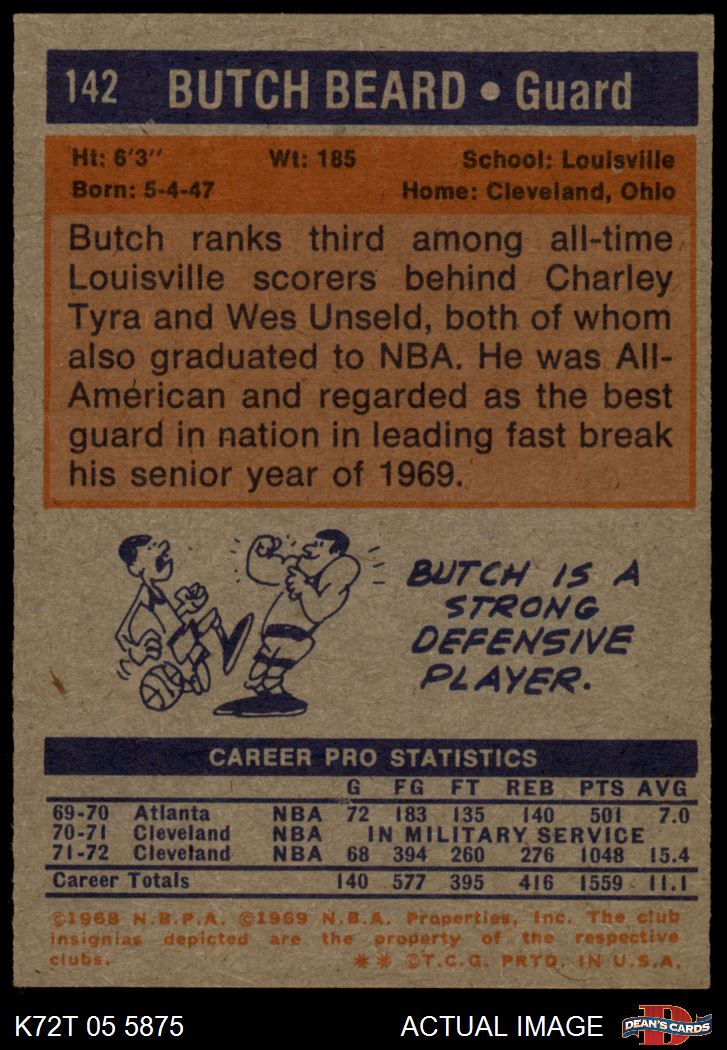 142 BUTCH BEARD • Guard
Ht: 6'3'' Wt: 185 School: Louisville
Born: 5-4-47 Home: Cleveland, Ohio
Butch ranks third among all-time
Louisville scorers behind Charley
Tyra and Wes Unseld, both of whom
also graduated to NBA. He was All-
American and regarded as the best
guard in nation in leading fast break
his senior year of 1969.
BUTCH IS A
STRONG
DEFENSIVE
PLAYER.
CAREER PRO STATISTICS
G FG FT REB PTS AVG
69-70 Atlanta NBA 72 183 135 140 501 7.0
70-71 Cleveland NBA IN MILITARY SERVICE
71-72 Cleveland NBA 68 394 260 276 1048 15.4
Career Totals 140 577 395 416 1559 11.1
©1968 N.B.P.A. ©1969 N.B.A. Properties, Inc. The club
insignias depicted are the property of the respective
clubs. ** ©T.C.G. PRTD. IN U.S.A.
K72T 05 5875 ACTUAL IMAGE D DEAN'S CARDS